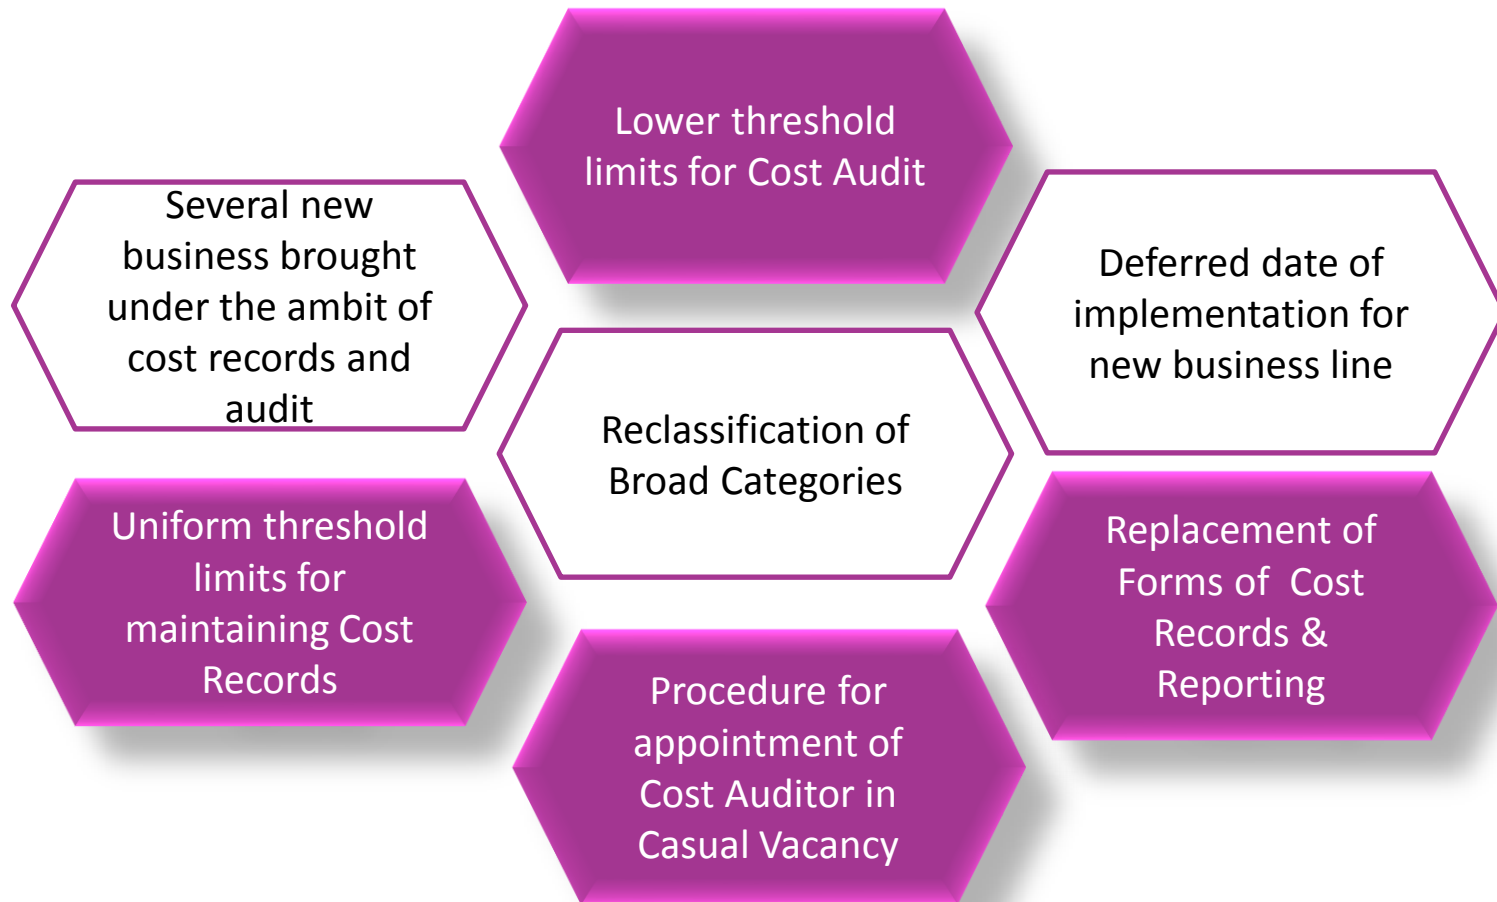 Lower threshold
limits for Cost Audit
Several new
business brought
under the ambit of
cost records and
audit
Deferred date of
implementation for
new business line
Reclassification of
Broad Categories
Uniform threshold
limits for
maintaining Cost
Records
Replacement of
Forms of  Cost
Records &
Reporting
Procedure for
appointment of
Cost Auditor in
Casual Vacancy